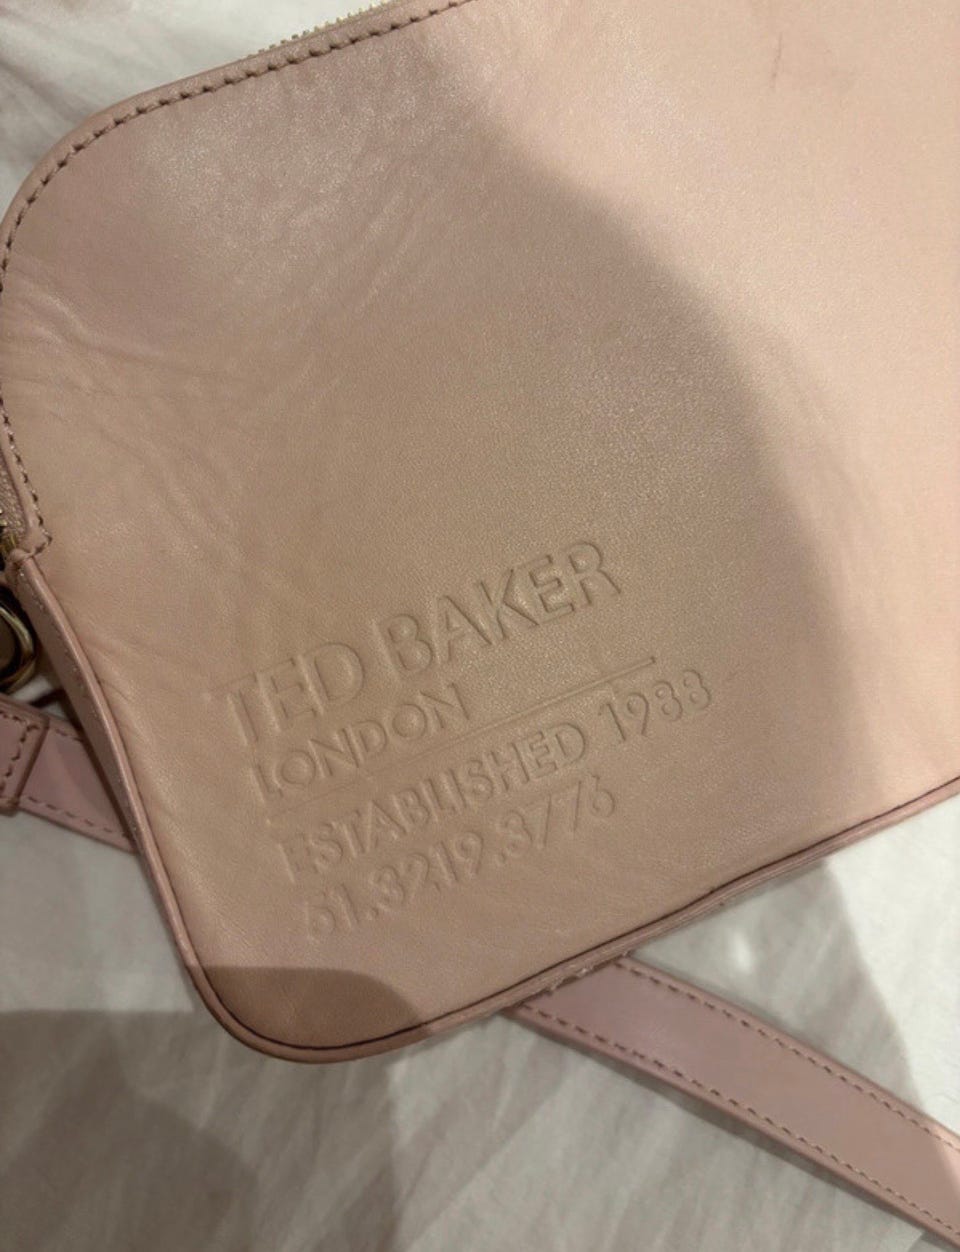 TED BAKER
LONDON
ESTABLISHED 1988
51.3219.3776